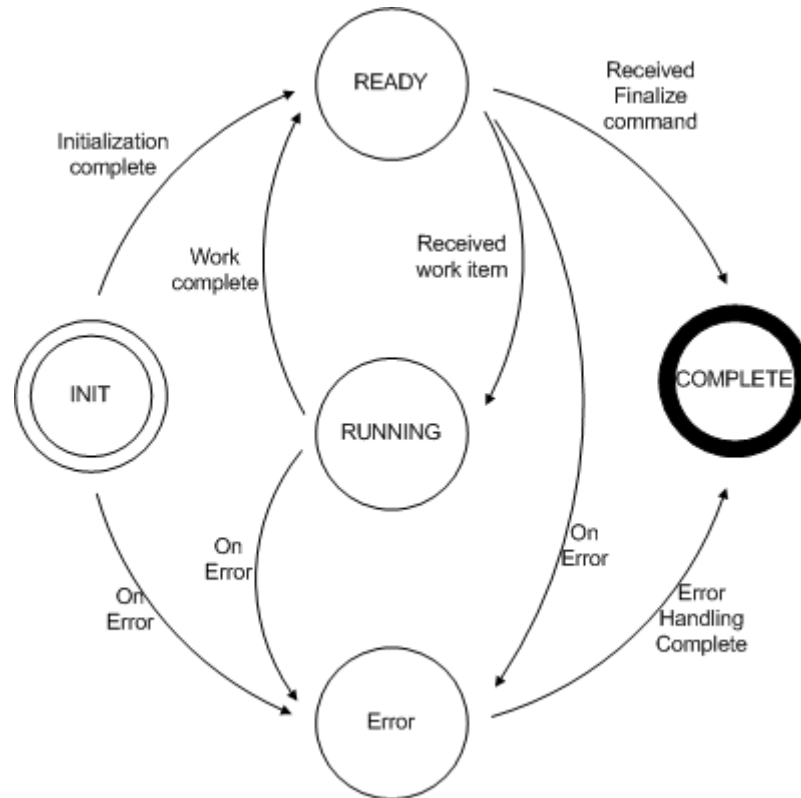 READY
Received
Finalize
command
Initialization
complete
Work
complete
Received
work item
INIT
RUNNING
COMPLETE
On
Error
On
Error
On
Error
Error
Handling
Complete
Error